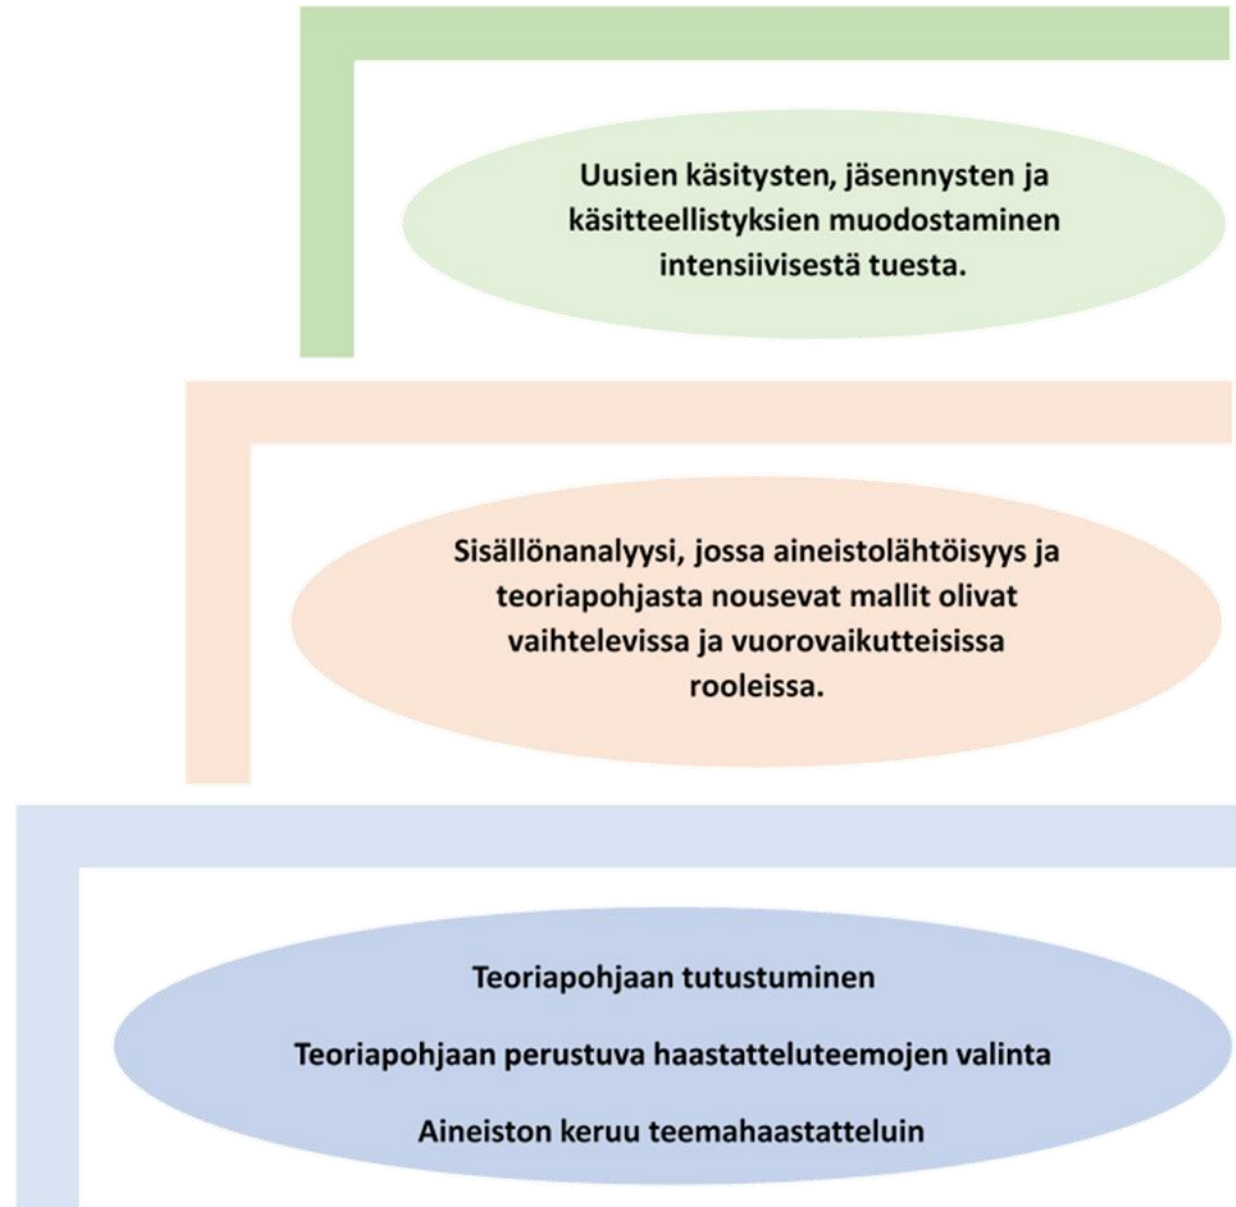 Uusien käsitysten, jäsennysten ja
käsitteellistyksien muodostaminen
intensiivisestä tuesta.
Sisällönanalyysi, jossa aineistolähtöisyys ja
teoriapohjasta nousevat mallit olivat
vaihtelevissa ja vuorovaikutteisissa
rooleissa.
Teoriapohjaan tutustuminen
Teoriapohjaan perustuva haastatteluteemojen valinta
Aineiston keruu teemahaastatteluin